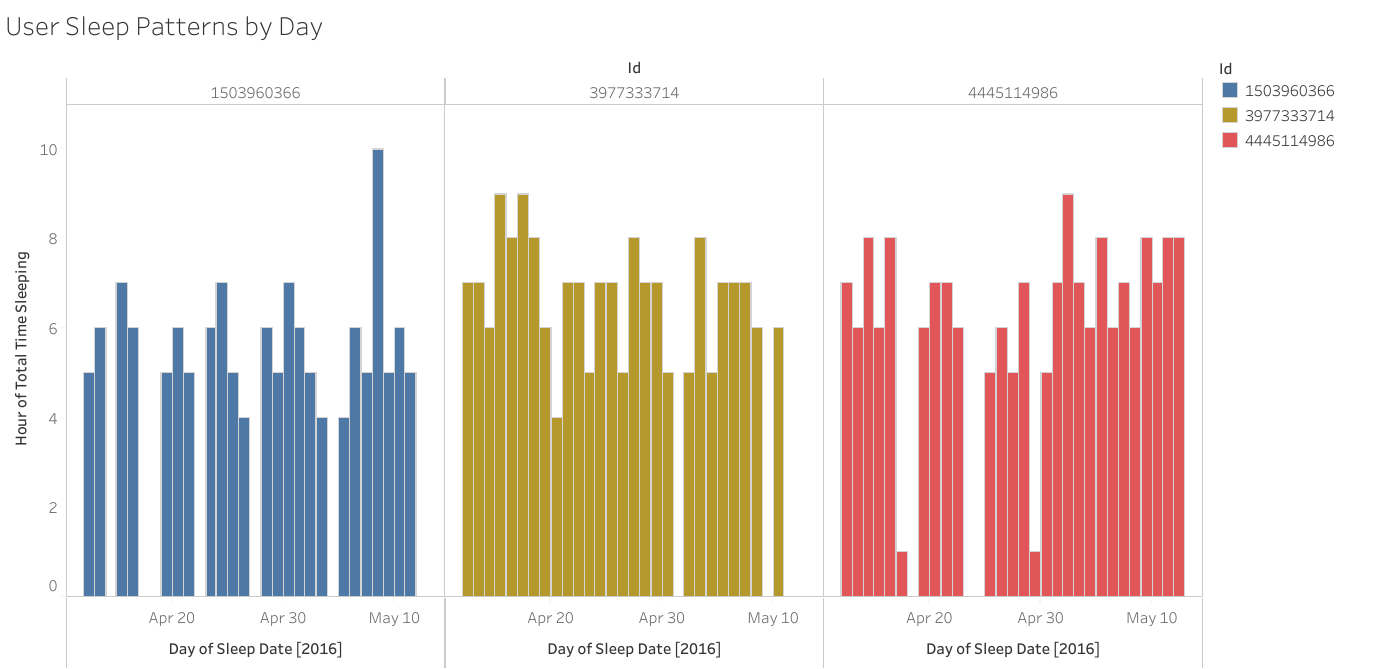 User Sleep Patterns by Day
Id
1503960366
3977333714
4445114986
Hour of Total Time Sleeping
10
8
6
4
2
0
Apr 20
Apr 30
May 10
Apr 20
Apr 30
May 10
Apr 20
Apr 30
May 10
Day of Sleep Date [2016]
Day of Sleep Date [2016]
Day of Sleep Date [2016]
Id
1503960366
3977333714
4445114986